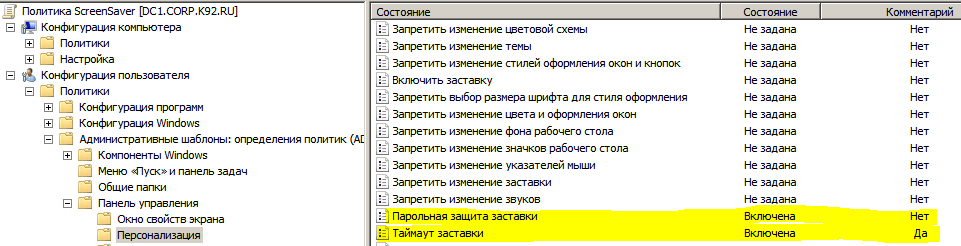 Политика ScreenSaver [DC1.CORP.K92.RU]
Конфигурация компьютера
Политики
Настройка
Конфигурация пользователя
Политики
Конфигурация программ
Конфигурация Windows
Административные шаблоны: определения политик (AD
Компоненты Windows
Меню «Пуск» и панель задач
Общие папки
Панель управления
Окно свойств экрана
Персонализация
Состояние Состояние Комментарий
Запретить изменение цветовой схемы Не задана Нет
Запретить изменение темы Не задана Нет
Запретить изменение стилей оформления окон и кнопок Не задана Нет
Включить заставку Не задана Нет
Запретить выбор размера шрифта для стиля оформления Не задана Нет
Запретить изменение цвета и оформления окон Не задана Нет
Запретить изменение фона рабочего стола Не задана Нет
Запретить изменение значков рабочего стола Не задана Нет
Запретить изменение указателей мыши Не задана Нет
Запретить изменение заставки Не задана Нет
Запретить изменение звуков Не задана Нет
Парольная защита заставки Включена Нет
Таймаут заставки Включена Да